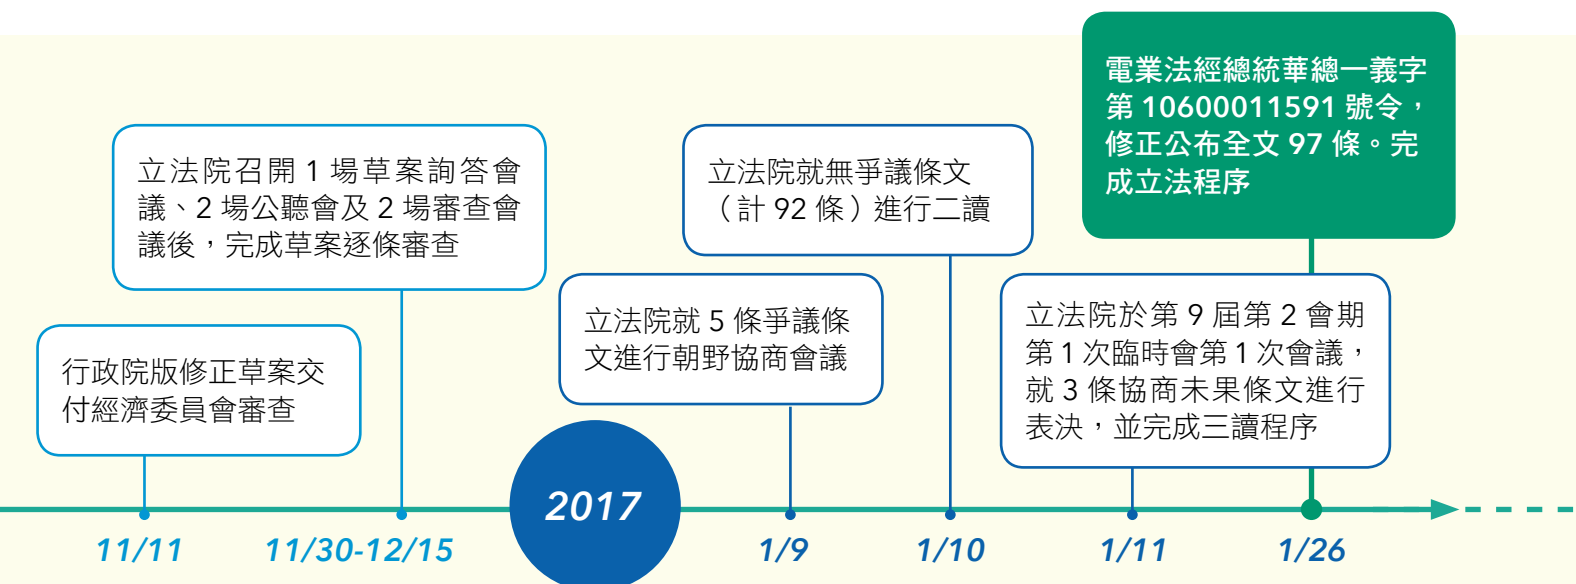 行政院版修正草案交
付經濟委員會審查
11/11
立法院召開 1 場草案詢答會
議、2 場公聽會及 2 場審查會
議後，完成草案逐條審查
11/30-12/15
2017
立法院就 5 條爭議條
文進行朝野協商會議
1/9
立法院就無爭議條文
（計 92 條）進行二讀
1/10
立法院於第 9 屆第 2 會期
第 1 次臨時會第 1 次會議，
就 3 條協商未果條文進行
表決，並完成三讀程序
1/11
電業法經總統華總一義字
第 10600011591 號令，
修正公布全文 97 條。完
成立法程序
1/26